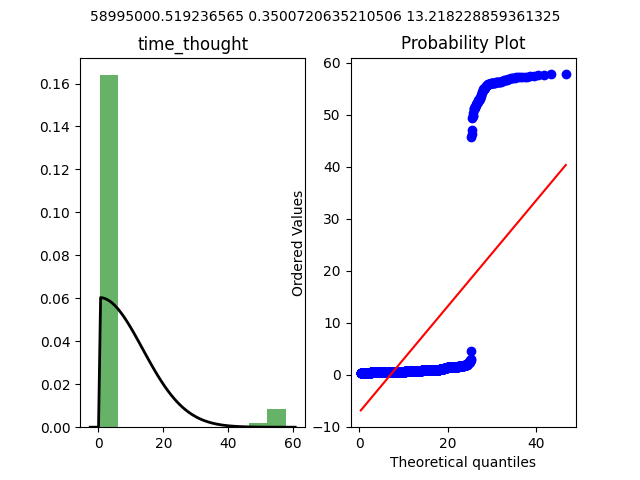 58995000.519236565 0.3500720635210506 13.218228859361325
time_thought
Probability Plot
0.16
0.14
0.12
0.10
0.08
0.06
0.04
0.02
0.00
0 20 40 60
Ordered Values
60
50
40
30
20
10
0
−10
0 20 40
Theoretical quantiles